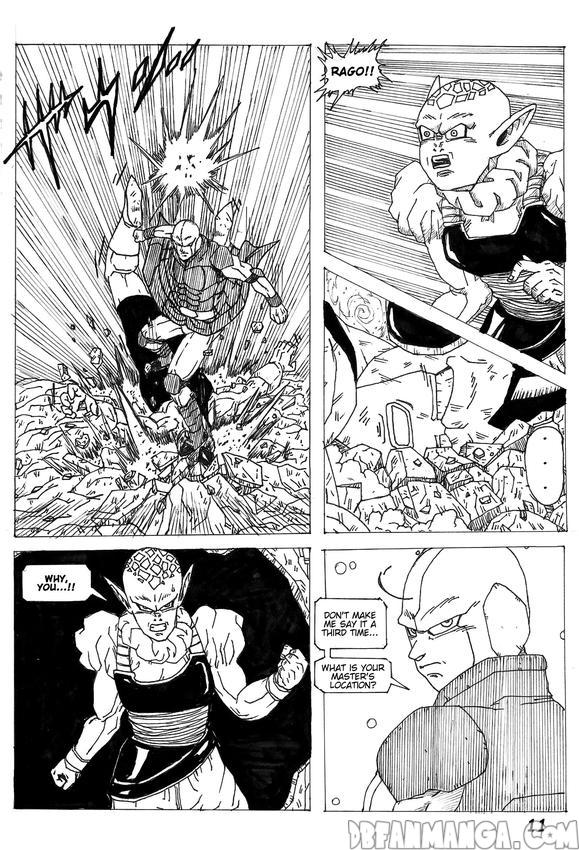 RAGO!!
..
WHY,
YOU...!!
DON'T MAKE
ME SAY IT A
THIRD TIME...
WHAT IS YOUR
MASTER'S
LOCATION?
11
DBFANMANGA.COM